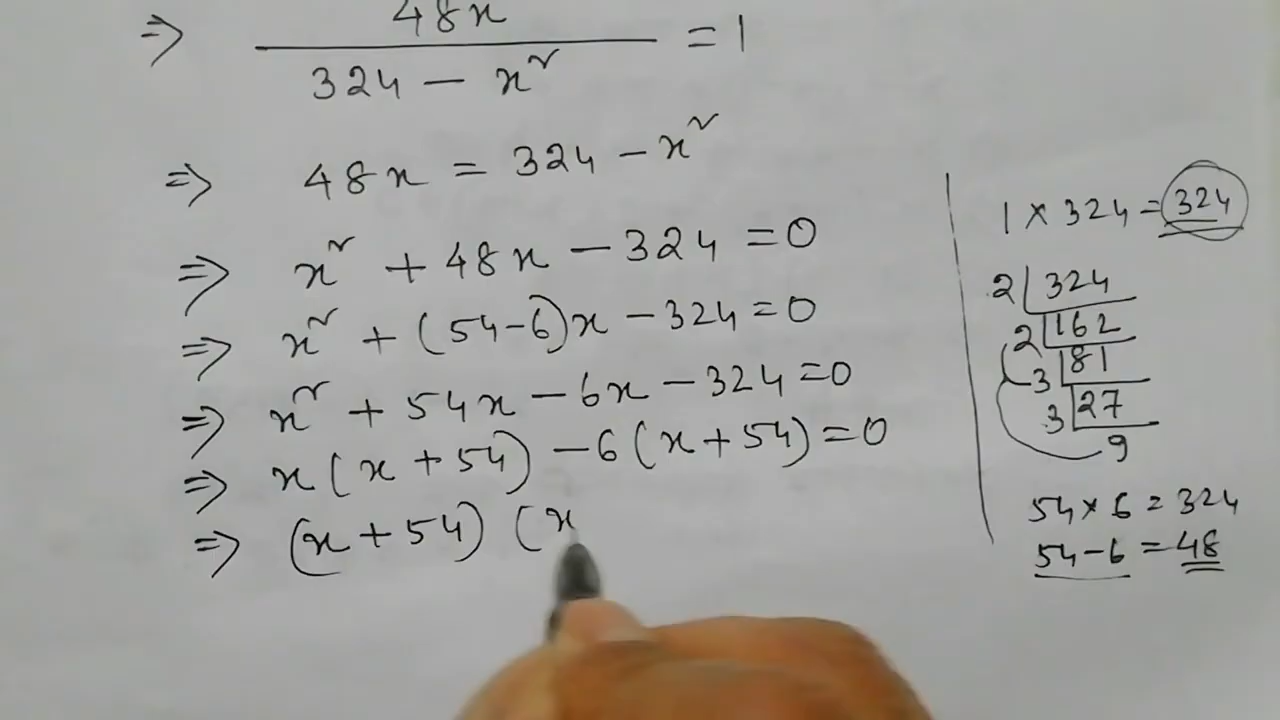 ⇒ 48x / 324 - x² = 1
⇒ 48x = 324 - x²
⇒ x² + 48x - 324 = 0
⇒ x² + (54-6)x - 324 = 0
⇒ x² + 54x - 6x - 324 = 0
⇒ x(x + 54) - 6(x + 54) = 0
⇒ (x + 54) (x
1 × 324 = 324
2 | 324
2 | 162
3 | 81
3 | 27
9
54 × 6 = 324
54 - 6 = 48